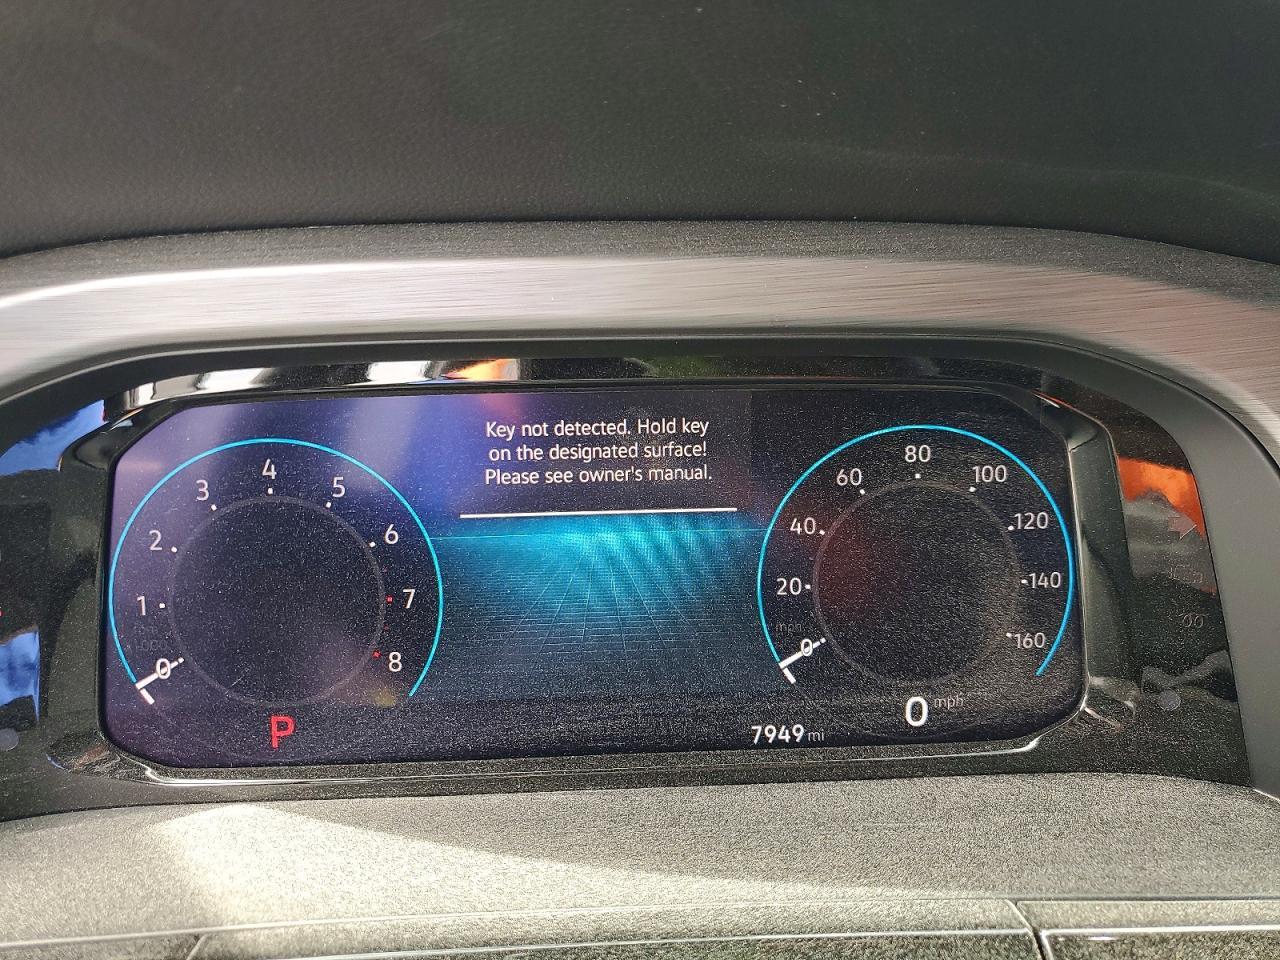 Key not detected. Hold key
on the designated surface!
Please see owner's manual.
0
1
2
3
4
5
6
7
8
P
0
20
40
60
80
100
120
140
160
mph
0 mph
7949 mi